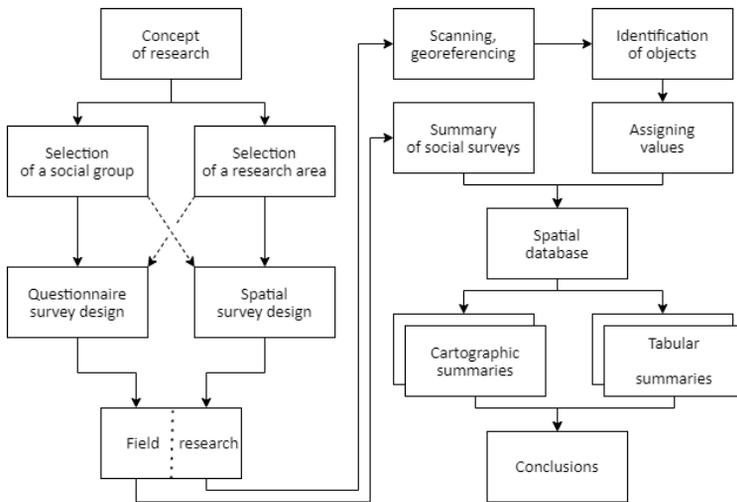 Concept
of research
Selection
of a social group
Selection
of a research area
Questionnaire
survey design
Spatial
survey design
Field research
Scanning,
georeferencing
Identification
of objects
Summary
of social surveys
Assigning
values
Spatial
database
Cartographic
summaries
Tabular
summaries
Conclusions